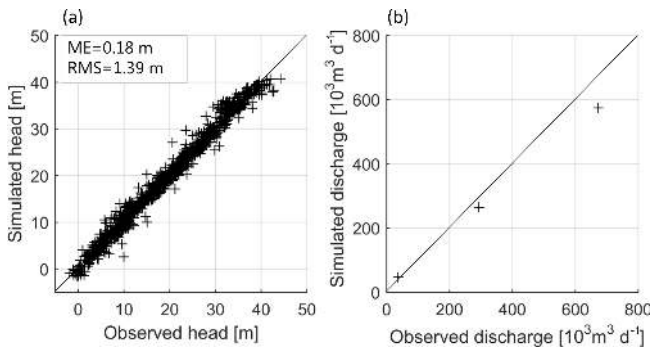 (a)
ME=0.18 m
RMS=1.39 m
50
40
30
20
10
0
Simulated head [m]
0 10 20 30 40 50
Observed head [m]
(b)
800
600
400
200
0
Simulated discharge [10³m³ d⁻¹]
0 200 400 600 800
Observed discharge [10³m³ d⁻¹]